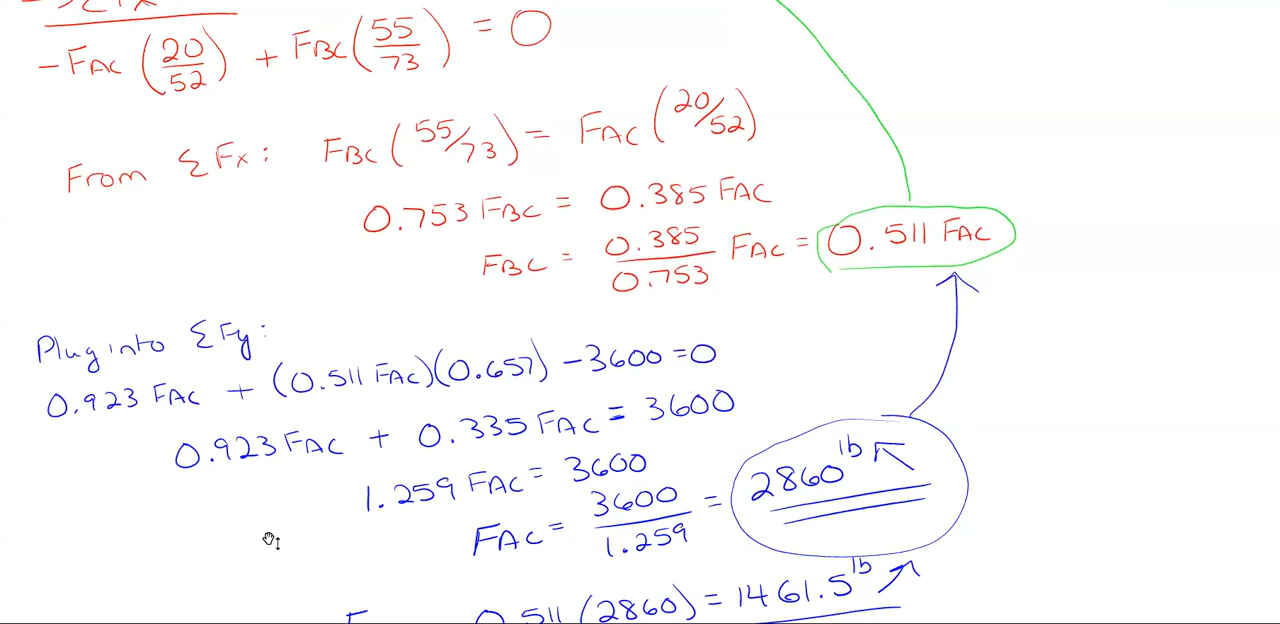 -FAC (20/52) + FBC (55/73) = 0
From ΣFx: FBC (55/73) = FAC (20/52)
0.753 FBC = 0.385 FAC
FBC = 0.385/0.753 FAC = 0.511 FAC
Plug into ΣFy:
0.923 FAC + (0.511 FAC)(0.657) - 3600 = 0
0.923 FAC + 0.335 FAC = 3600
1.259 FAC = 3600
FAC = 3600/1.259 = 2860 lb ↖
0.511 (2860) = 1461.5 lb ↗